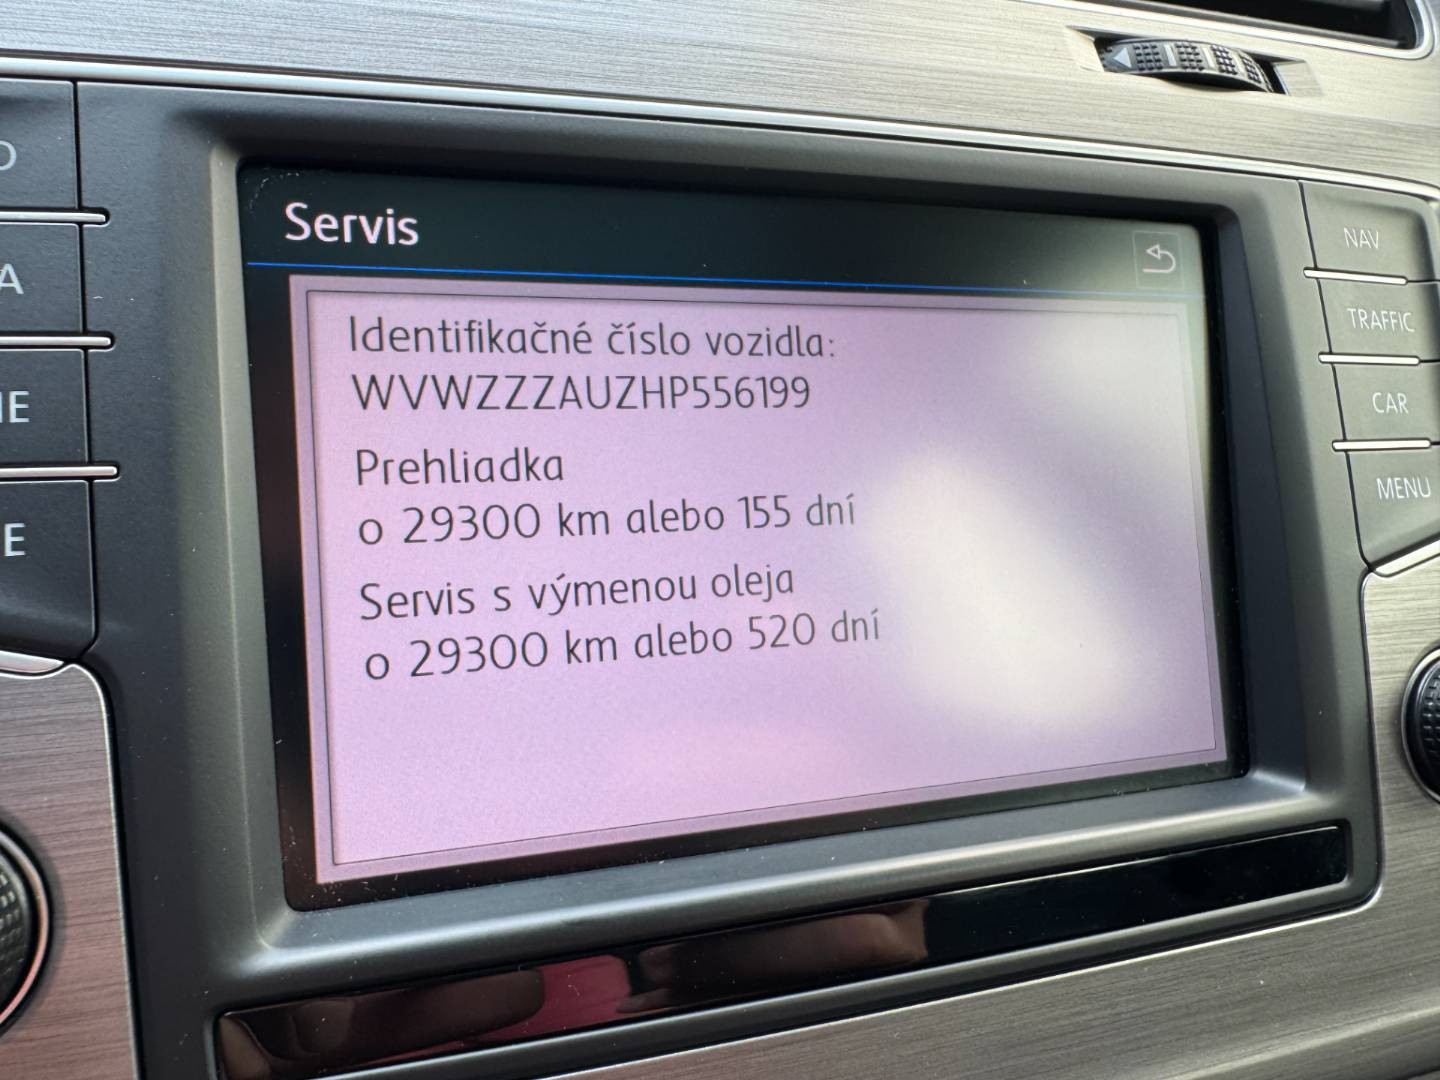 Servis
Identifikačné číslo vozidla:
WVWZZZAUZHP556199
Prehliadka
o 29300 km alebo 155 dní
Servis s výmenou oleja
o 29300 km alebo 520 dní
NAV
TRAFFIC
CAR
MENU